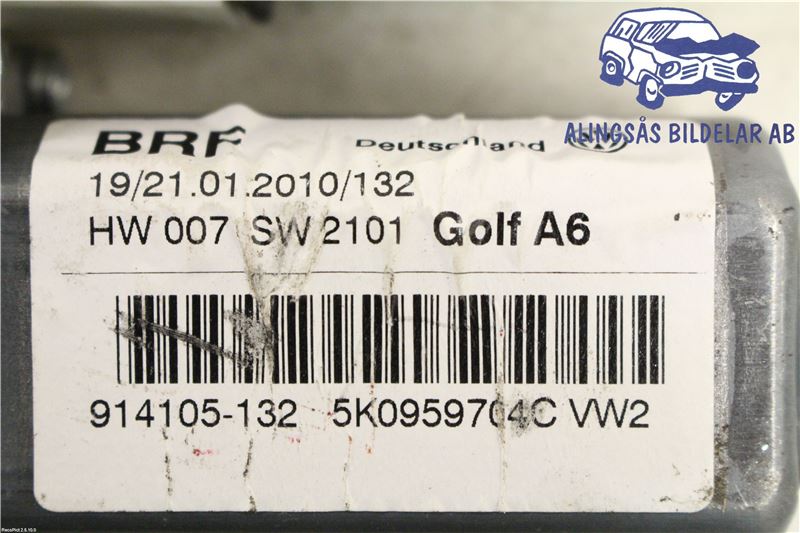 ALINGSÅS BILDELAR AB
Deutschland
19/21.01.2010/132
HW 007 SW 2101 Golf A6
914105-132 5K0959704C VW2